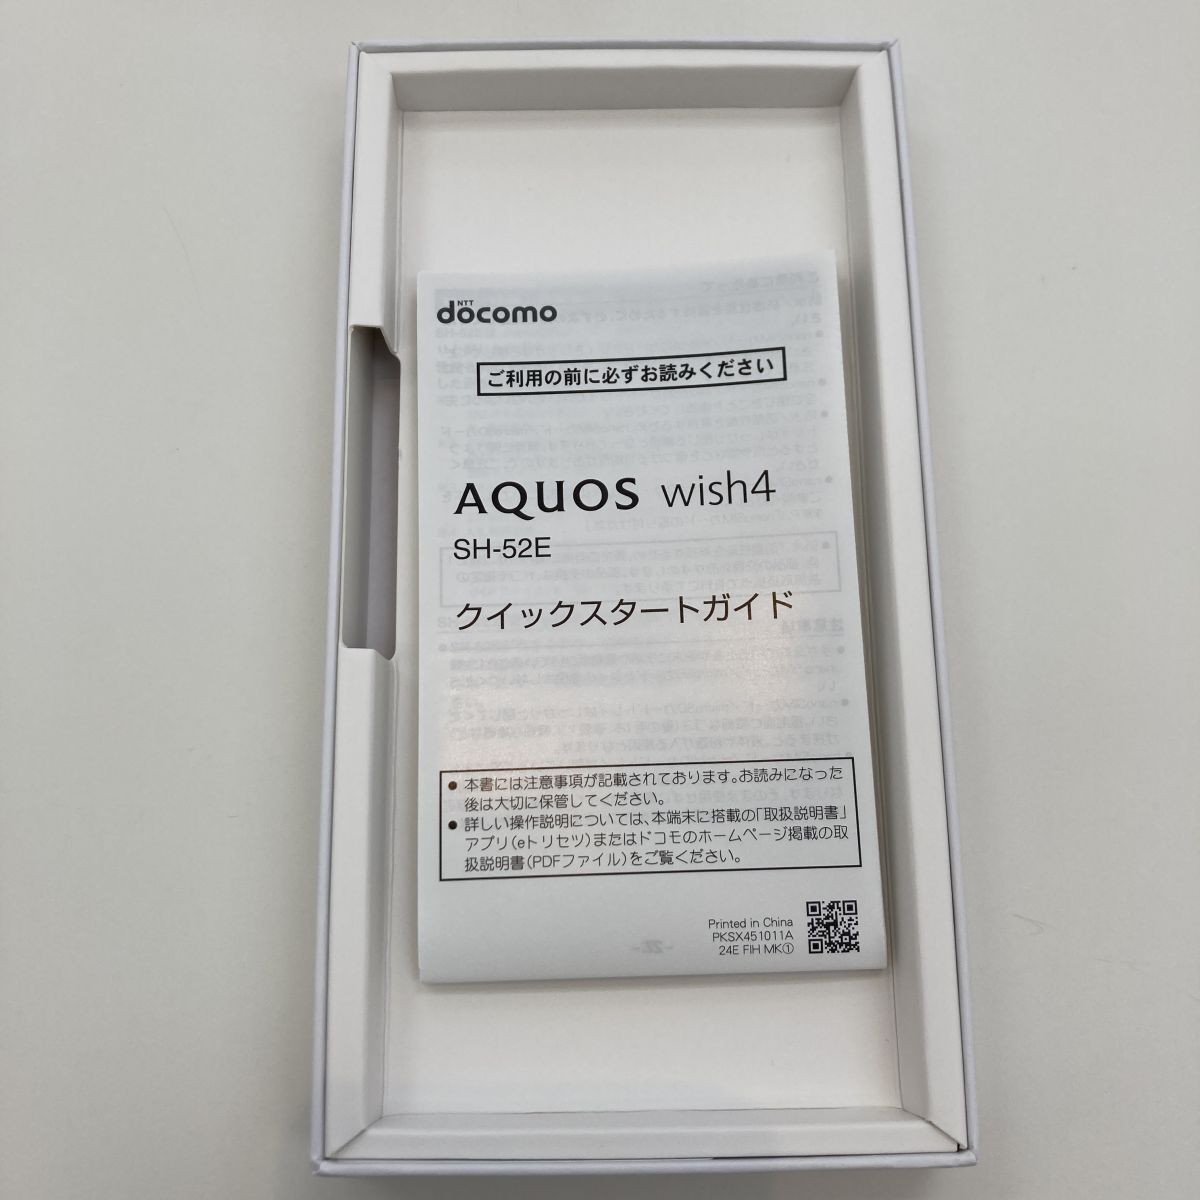 NTT
docomo
ご利用の前に必ずお読みください
AQUOS wish4
SH-52E
クイックスタートガイド
● 本書には注意事項が記載されております。お読みになった
後は大切に保管してください。
● 詳しい操作説明については、本端末に搭載の「取扱説明書」
アプリ(eトリセツ)またはドコモのホームページ掲載の取
扱説明書(PDFファイル)をご覧ください。
Printed in China
PKSX451011A
24E FIH MK①